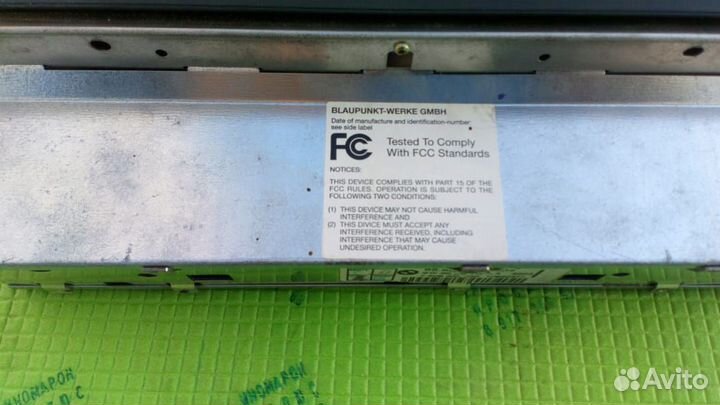 BLAUPUNKT-WERKE GMBH
Date of manufacture and identification-number:
see side label
FC Tested To Comply
With FCC Standards
NOTICES:
THIS DEVICE COMPLIES WITH PART 15 OF THE
FCC RULES. OPERATION IS SUBJECT TO THE
FOLLOWING TWO CONDITIONS:
(1) THIS DEVICE MAY NOT CAUSE HARMFUL
INTERFERENCE AND
(2) THIS DEVICE MUST ACCEPT ANY
INTERFERENCE RECEIVED, INCLUDING
INTERFERENCE THAT MAY CAUSE
UNDESIRED OPERATION.
ИНОМАРОК
ИНОМАРОК
Avito